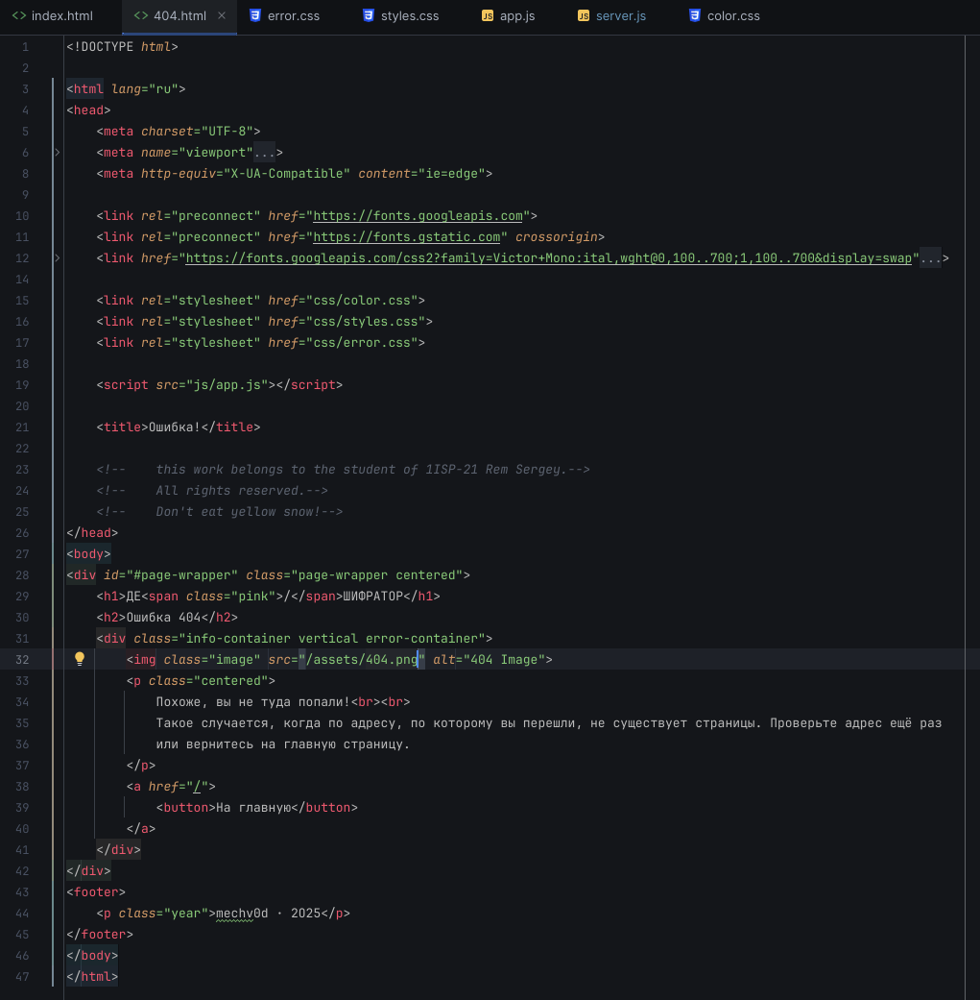 index.html
404.html
error.css
styles.css
app.js
server.js
color.css
1 <!DOCTYPE html>
2
3 <html lang="ru">
4 <head>
5 <meta charset="UTF-8">
6 <meta name="viewport"...>
8 <meta http-equiv="X-UA-Compatible" content="ie=edge">
9
10 <link rel="preconnect" href="https://fonts.googleapis.com">
11 <link rel="preconnect" href="https://fonts.gstatic.com" crossorigin>
12 <link href="https://fonts.googleapis.com/css2?family=Victor+Mono:ital,wght@0,100..700;1,100..700&display=swap"...>
14
15 <link rel="stylesheet" href="css/color.css">
16 <link rel="stylesheet" href="css/styles.css">
17 <link rel="stylesheet" href="css/error.css">
18
19 <script src="js/app.js"></script>
20
21 <title>Ошибка!</title>
22
23 <!-- this work belongs to the student of 1ISP-21 Rem Sergey.-->
24 <!-- All rights reserved.-->
25 <!-- Don't eat yellow snow!-->
26 </head>
27 <body>
28 <div id="#page-wrapper" class="page-wrapper centered">
29 <h1>ДЕ<span class="pink">/</span>ШИФРАТОР</h1>
30 <h2>Ошибка 404</h2>
31 <div class="info-container vertical error-container">
32 <img class="image" src="/assets/404.png" alt="404 Image">
33 <p class="centered">
34 Похоже, вы не туда попали!<br><br>
35 Такое случается, когда по адресу, по которому вы перешли, не существует страницы. Проверьте адрес ещё раз
36 или вернитесь на главную страницу.
37 </p>
38 <a href="/">
39 <button>На главную</button>
40 </a>
41 </div>
42 </div>
43 <footer>
44 <p class="year">mechv0d · 2025</p>
45 </footer>
46 </body>
47 </html>